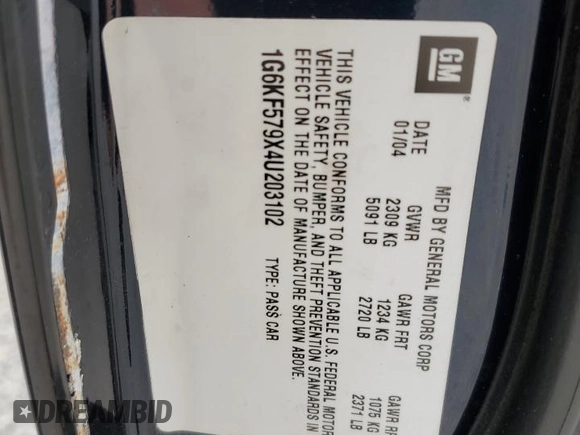 GM
MFD BY GENERAL MOTORS CORP
DATE GVWR GAWR FRT GAWR RR
01/04 2309 KG 1234 KG 1075 KG
5091 LB 2720 LB 2371 LB
THIS VEHICLE CONFORMS TO ALL APPLICABLE U.S. FEDERAL MOTOR
VEHICLE SAFETY, BUMPER, AND THEFT PREVENTION STANDARDS IN
EFFECT ON THE DATE OF MANUFACTURE SHOWN ABOVE.
1G6KF579X4U203102 TYPE: PASS CAR
DREAMBID